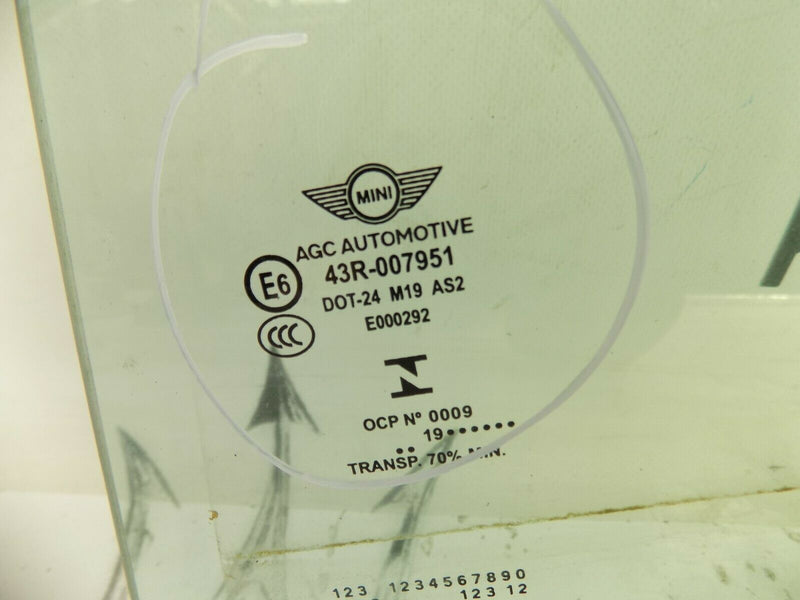 MINI
AGC AUTOMOTIVE
43R-007951
E6
DOT-24 M19 AS2
CCC
E000292
OCP Nº 0009
..19.......
TRANSP. 70% MIN.
123 1234567890
123 12